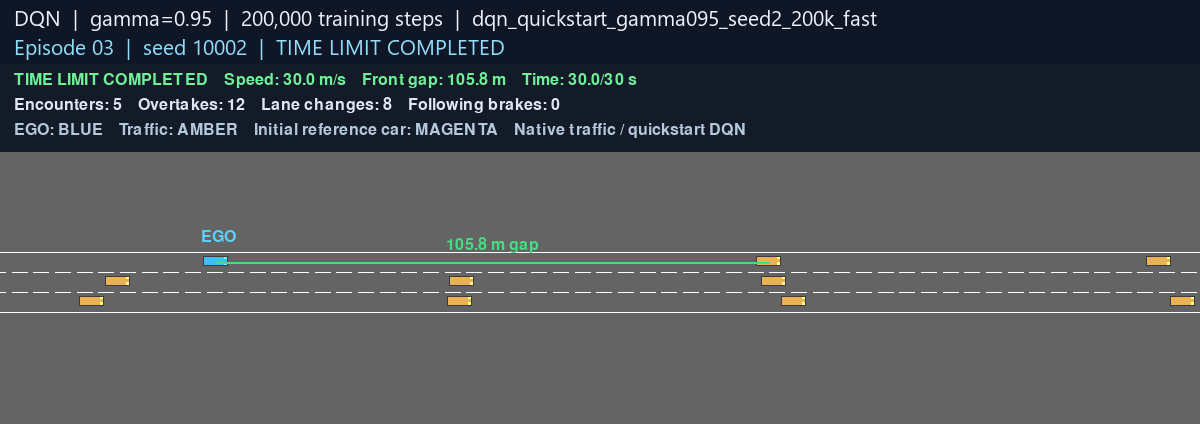 DQN | gamma=0.95 | 200,000 training steps | dqn_quickstart_gamma095_seed2_200k_fast
Episode 03 | seed 10002 | TIME LIMIT COMPLETED
TIME LIMIT COMPLETED Speed: 30.0 m/s Front gap: 105.8 m Time: 30.0/30 s
Encounters: 5 Overtakes: 12 Lane changes: 8 Following brakes: 0
EGO: BLUE Traffic: AMBER Initial reference car: MAGENTA Native traffic / quickstart DQN
EGO
105.8 m gap